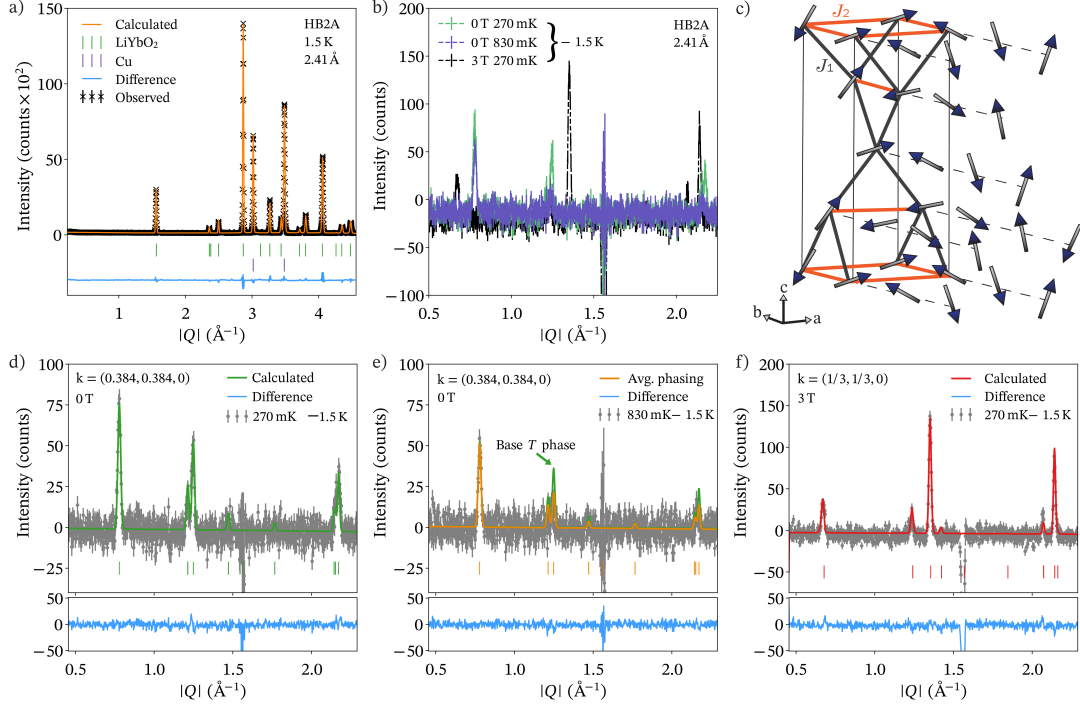 a)
Intensity (counts × 10²)
150
100
50
0
Calculated
LiYbO₂
Cu
Difference
Observed
HB2A
1.5 K
2.41 Å
1
2
3
4
|Q| (Å⁻¹)
b)
Intensity (counts)
200
150
100
50
0
−50
−100
0 T 270 mK
0 T 830 mK
3 T 270 mK
} − 1.5 K
HB2A
2.41 Å
0.5
1.0
1.5
2.0
|Q| (Å⁻¹)
c)
J₂
J₁
c
b
a
d)
Intensity (counts)
100
75
50
25
0
−25
k = (0.384, 0.384, 0)
0 T
Calculated
Difference
270 mK −1.5 K
50
0
−50
0.5
1.0
1.5
2.0
|Q| (Å⁻¹)
e)
Intensity (counts)
100
75
50
25
0
−25
k = (0.384, 0.384, 0)
0 T
Avg. phasing
Difference
830 mK− 1.5 K
Base T phase
50
0
−50
0.5
1.0
1.5
2.0
|Q| (Å⁻¹)
f)
Intensity (counts)
200
150
100
50
0
−50
k = (1/3, 1/3, 0)
3 T
Calculated
Difference
270 mK− 1.5 K
50
0
−50
0.5
1.0
1.5
2.0
|Q| (Å⁻¹)